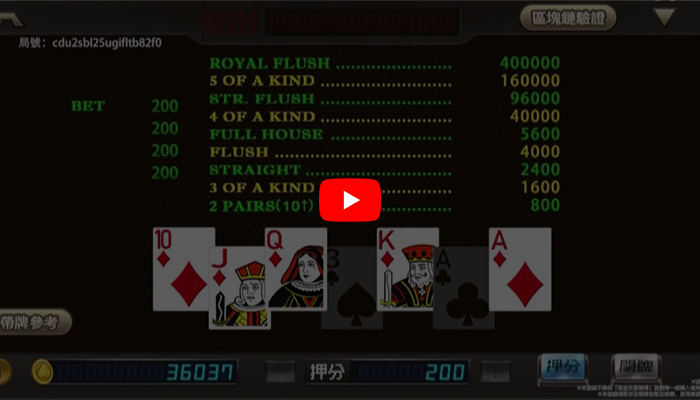 區塊鏈驗證
局號: cdu2sbl25ugifltb82f0
ROYAL FLUSH 400000
5 OF A KIND 160000
STR. FLUSH 96000
BET 200 4 OF A KIND 40000
200 FULL HOUSE 5600
200 FLUSH 4000
200 STRAIGHT 2400
3 OF A KIND 1600
2 PAIRS(10↑) 800
10 J Q 3 K A A
帶牌參考
36037 押分 200 押分 開牌